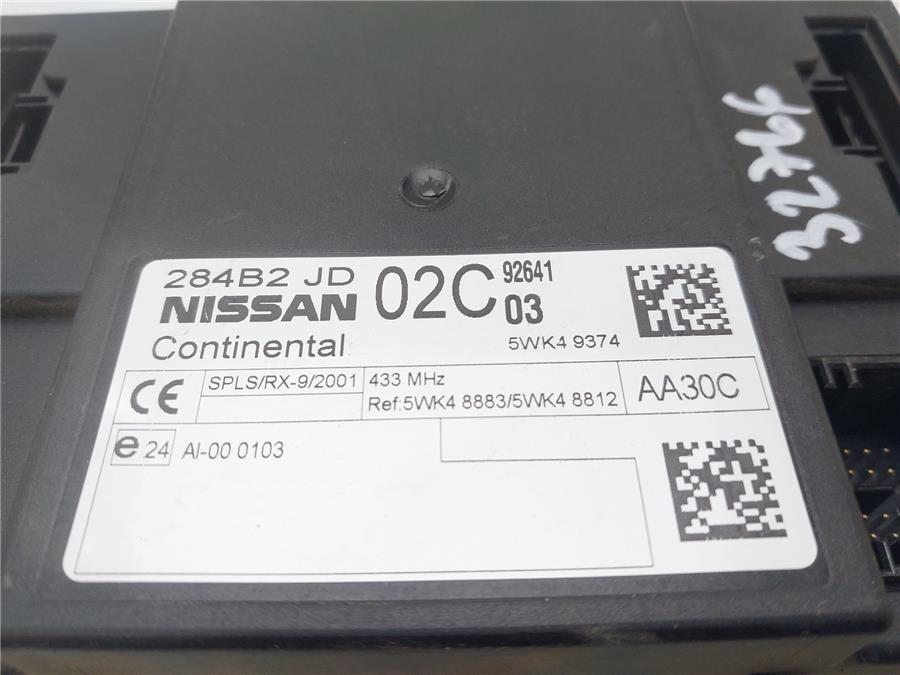 284B2 JD 02C 92641
NISSAN 03
Continental 5WK4 9374
CE SPLS/RX-9/2001 433 MHz AA30C
Ref:5WK4 8883/5WK4 8812
e 24 AI-00 0103